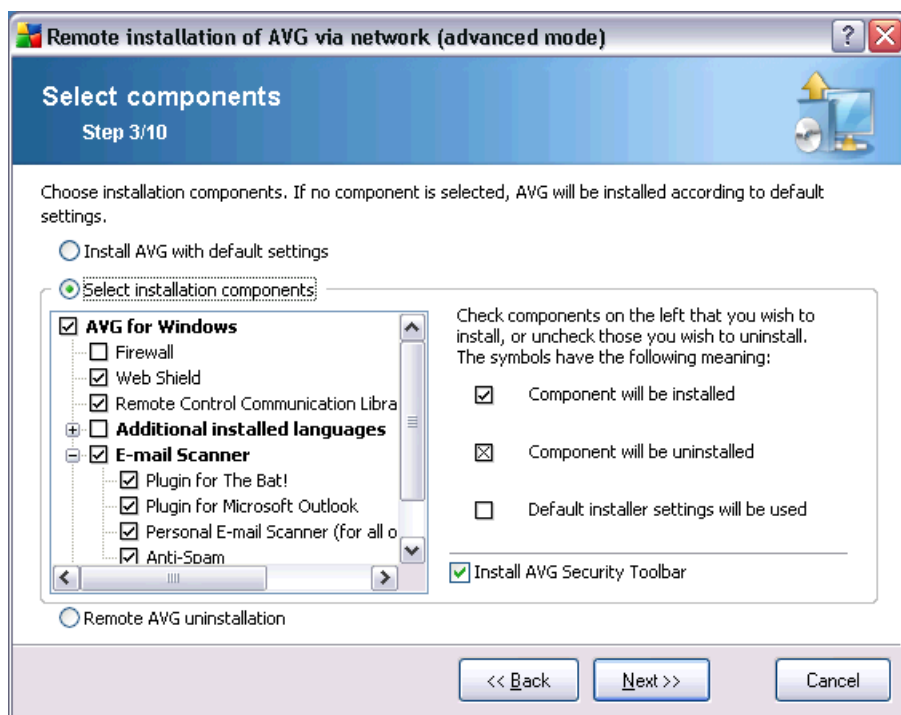 Remote installation of AVG via network (advanced mode)
Select components
Step 3/10
Choose installation components. If no component is selected, AVG will be installed according to default
settings.
Install AVG with default settings
Select installation components
AVG for Windows
Firewall
Web Shield
Remote Control Communication Libra
Additional installed languages
E-mail Scanner
Plugin for The Bat!
Plugin for Microsoft Outlook
Personal E-mail Scanner (for all o
Anti-Spam
Check components on the left that you wish to
install, or uncheck those you wish to uninstall.
The symbols have the following meaning:
Component will be installed
Component will be uninstalled
Default installer settings will be used
Install AVG Security Toolbar
Remote AVG uninstallation
<< Back
Next >>
Cancel